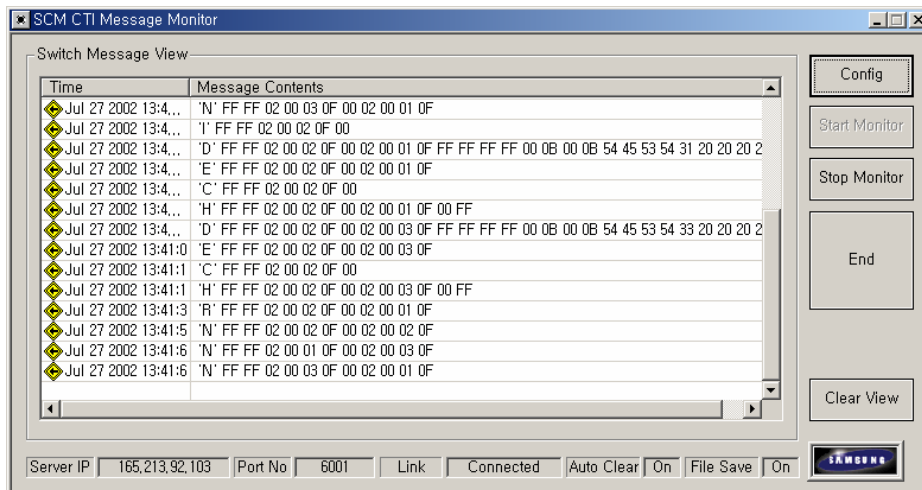 SCM CTI Message Monitor
Switch Message View
Time Message Contents
Jul 27 2002 13:4... 'N' FF FF 02 00 03 0F 00 02 00 01 0F
Jul 27 2002 13:4... 'I' FF FF 02 00 02 0F 00
Jul 27 2002 13:4... 'D' FF FF 02 00 02 0F 00 02 00 01 0F FF FF FF FF 00 0B 00 0B 54 45 53 54 31 20 20 20 2
Jul 27 2002 13:4... 'E' FF FF 02 00 02 0F 00 02 00 01 0F
Jul 27 2002 13:4... 'C' FF FF 02 00 02 0F 00
Jul 27 2002 13:4... 'H' FF FF 02 00 02 0F 00 02 00 01 0F 00 FF
Jul 27 2002 13:4... 'D' FF FF 02 00 02 0F 00 02 00 03 0F FF FF FF FF 00 0B 00 0B 54 45 53 54 33 20 20 20 2
Jul 27 2002 13:41:0 'E' FF FF 02 00 02 0F 00 02 00 03 0F
Jul 27 2002 13:41:1 'C' FF FF 02 00 02 0F 00
Jul 27 2002 13:41:1 'H' FF FF 02 00 02 0F 00 02 00 03 0F 00 FF
Jul 27 2002 13:41:3 'R' FF FF 02 00 02 0F 00 02 00 01 0F
Jul 27 2002 13:41:5 'N' FF FF 02 00 02 0F 00 02 00 02 0F
Jul 27 2002 13:41:6 'N' FF FF 02 00 01 0F 00 02 00 03 0F
Jul 27 2002 13:41:6 'N' FF FF 02 00 03 0F 00 02 00 01 0F
Config
Start Monitor
Stop Monitor
End
Clear View
Server IP 165,213,92,103 Port No 6001 Link Connected Auto Clear On File Save On
SAMSUNG